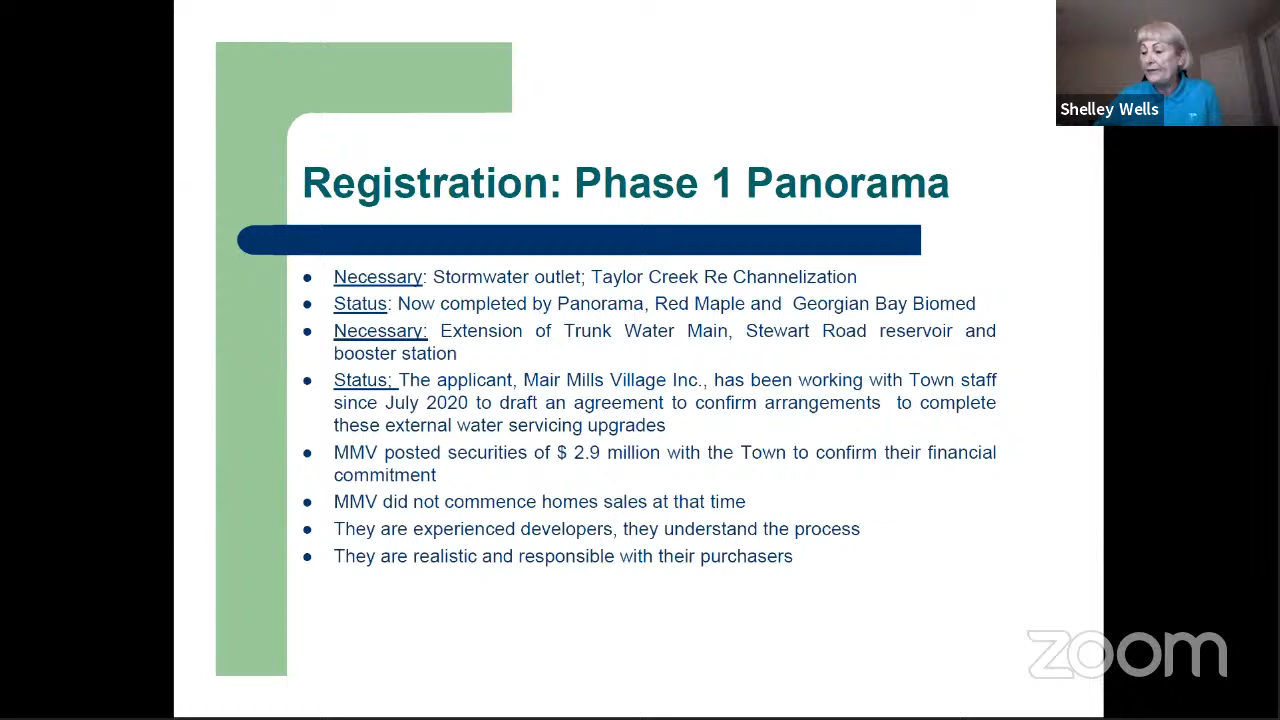 Shelley Wells
Registration: Phase 1 Panorama
● Necessary: Stormwater outlet; Taylor Creek Re Channelization
● Status: Now completed by Panorama, Red Maple and Georgian Bay Biomed
● Necessary: Extension of Trunk Water Main, Stewart Road reservoir and
booster station
● Status; The applicant, Mair Mills Village Inc., has been working with Town staff
since July 2020 to draft an agreement to confirm arrangements to complete
these external water servicing upgrades
● MMV posted securities of $ 2.9 million with the Town to confirm their financial
commitment
● MMV did not commence homes sales at that time
● They are experienced developers, they understand the process
● They are realistic and responsible with their purchasers
zoom